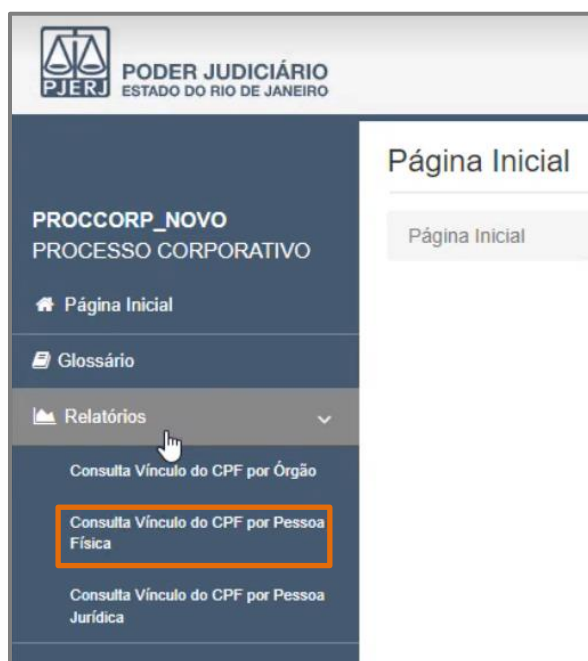 PJERJ
PODER JUDICIÁRIO
ESTADO DO RIO DE JANEIRO
Página Inicial
Página Inicial
PROCCORP_NOVO
PROCESSO CORPORATIVO
Página Inicial
Glossário
Relatórios
Consulta Vínculo do CPF por Órgão
Consulta Vínculo do CPF por Pessoa
Física
Consulta Vínculo do CPF por Pessoa
Jurídica